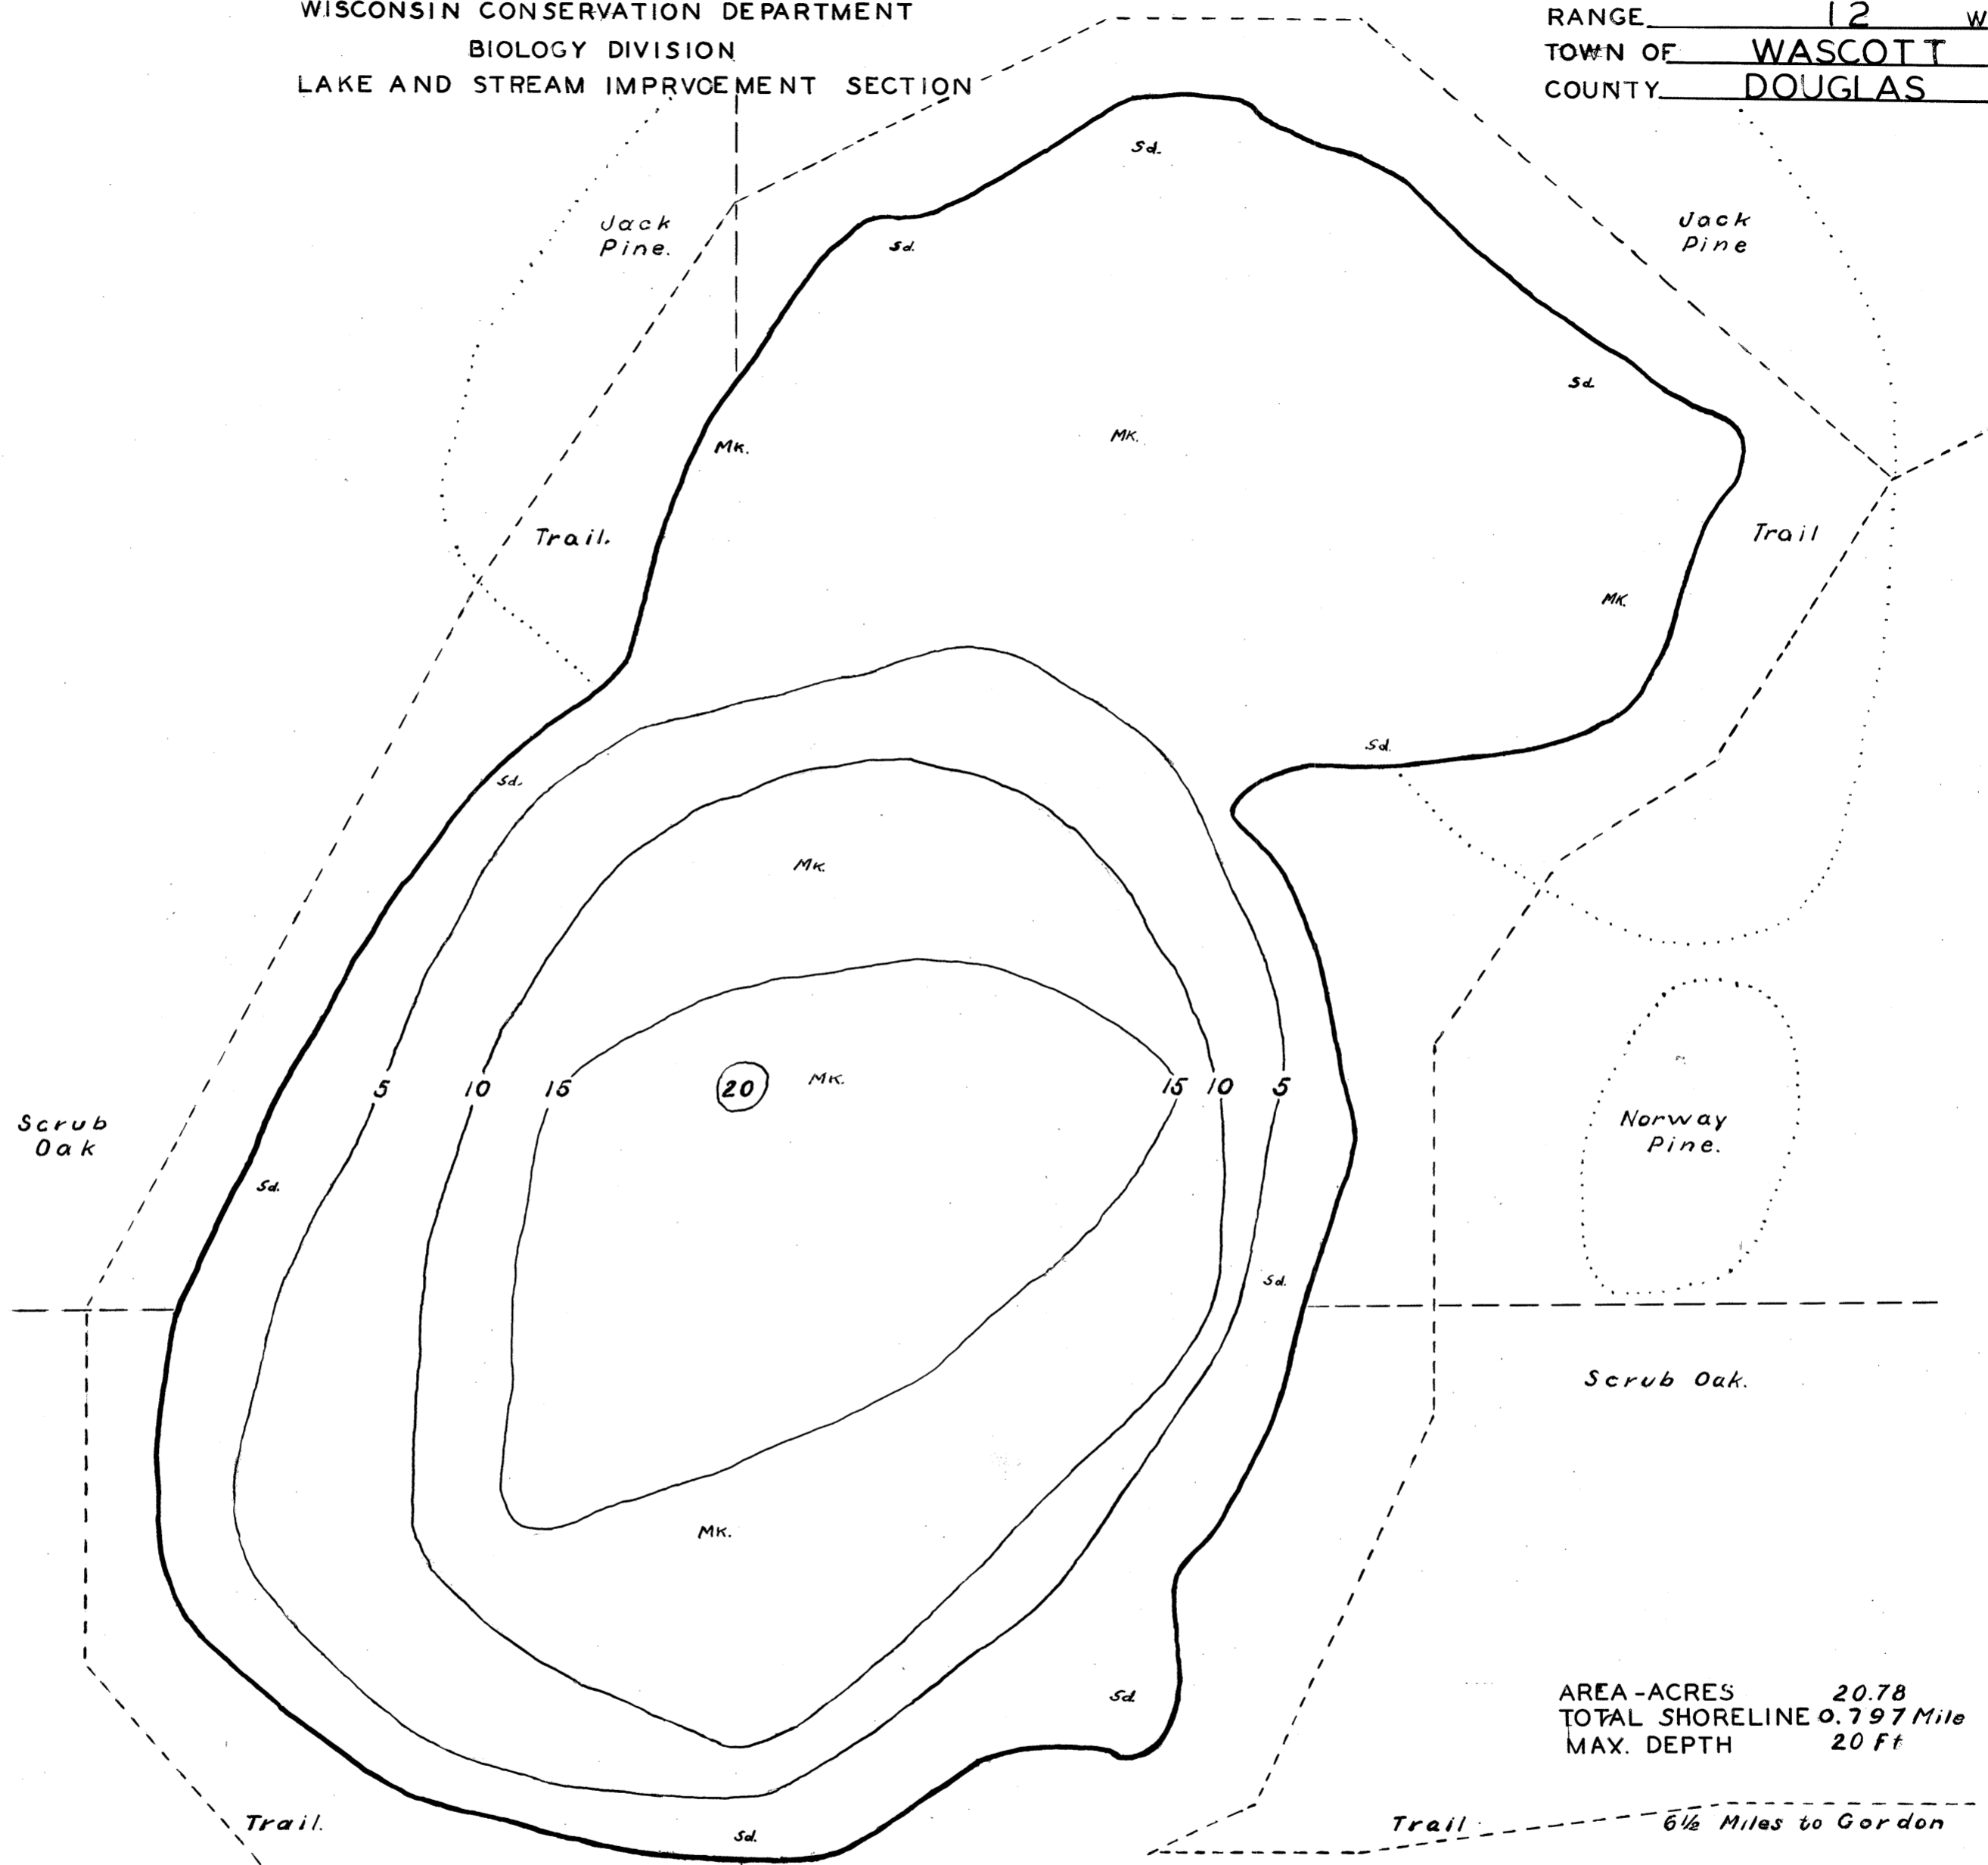 WISCONSIN CONSERVATION DEPARTMENT
BIOLOGY DIVISION
LAKE AND STREAM IMPRVOEMENT SECTION
RANGE 12 W
TOWN OF WASCOTT
COUNTY DOUGLAS
Sd.
Jack
Pine.
Jack
Pine
Sd.
Sd.
Mk.
Mk.
Trail.
Trail
Mk.
Sd.
Sd.
Mk.
5 10 15 20 Mk. 15 10 5
Scrub
Oak
Norway
Pine.
Sd.
Sd.
Scrub Oak.
Mk.
Sd.
AREA-ACRES 20.78
TOTAL SHORELINE 0.797 Mile
MAX. DEPTH 20 Ft
Trail.
Sd.
Trail
6½ Miles to Gordon